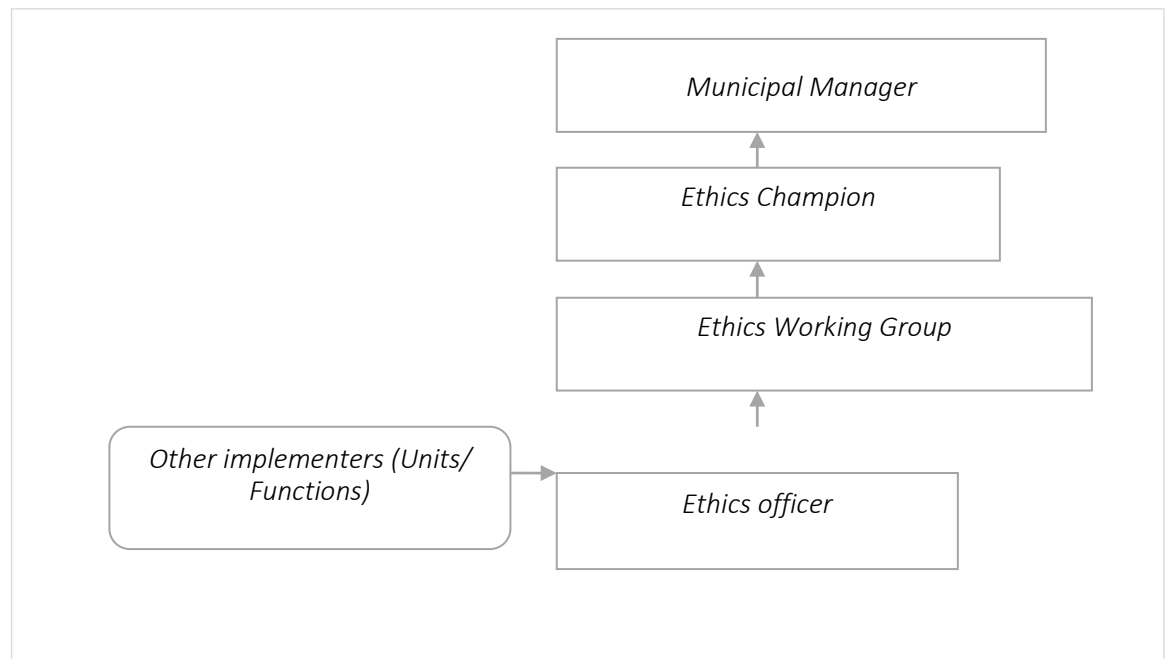 Municipal Manager
Ethics Champion
Ethics Working Group
Other implementers (Units/
Functions)
Ethics officer